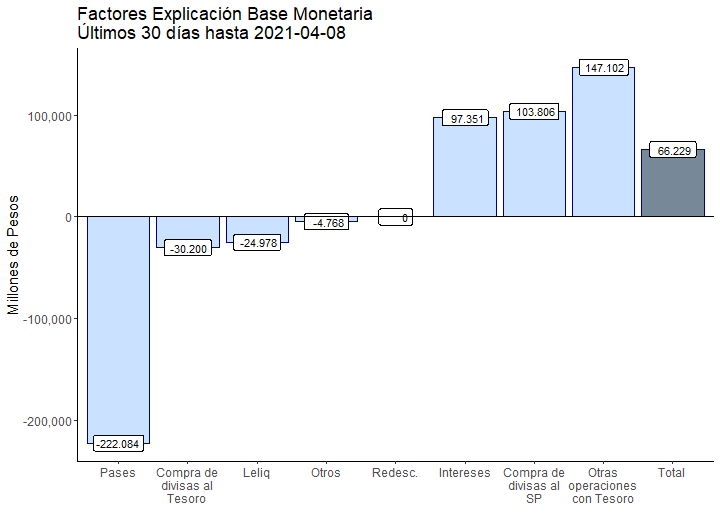 Factores Explicación Base Monetaria
Últimos 30 días hasta 2021-04-08
Millones de Pesos
100,000
0
-100,000
-200,000
-222.084
-30.200
-24.978
-4.768
0
97.351
103.806
147.102
66.229
Pases
Compra de
divisas al
Tesoro
Leliq
Otros
Redesc.
Intereses
Compra de
divisas al
SP
Otras
operaciones
con Tesoro
Total